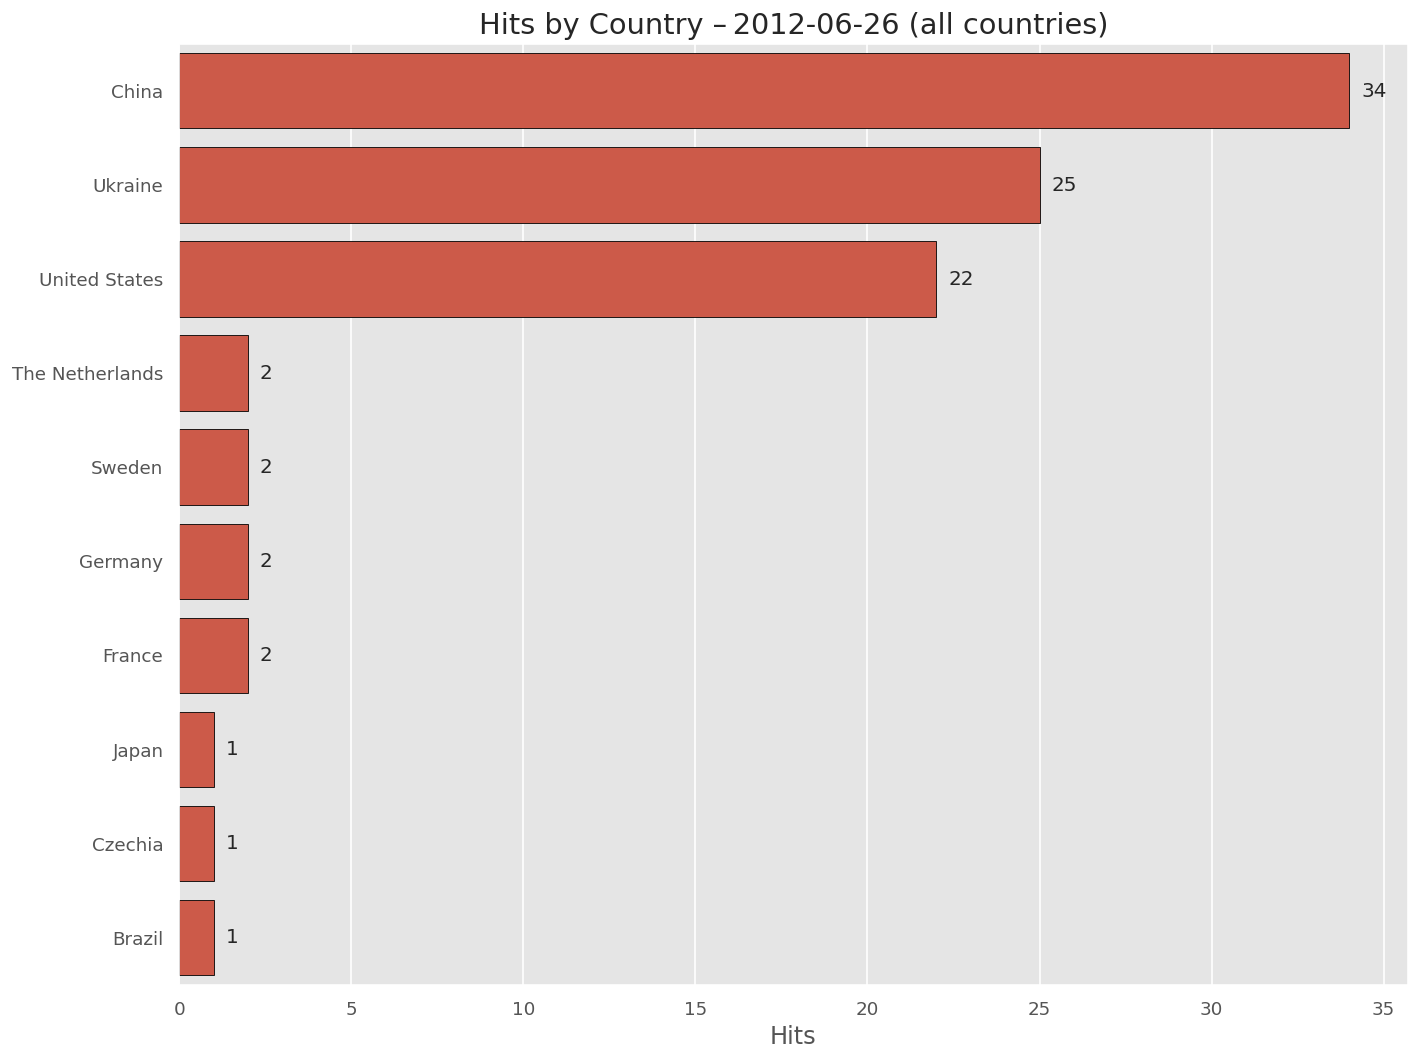 Hits by Country – 2012-06-26 (all countries)
China 34
Ukraine 25
United States 22
The Netherlands 2
Sweden 2
Germany 2
France 2
Japan 1
Czechia 1
Brazil 1
0 5 10 15 20 25 30 35
Hits